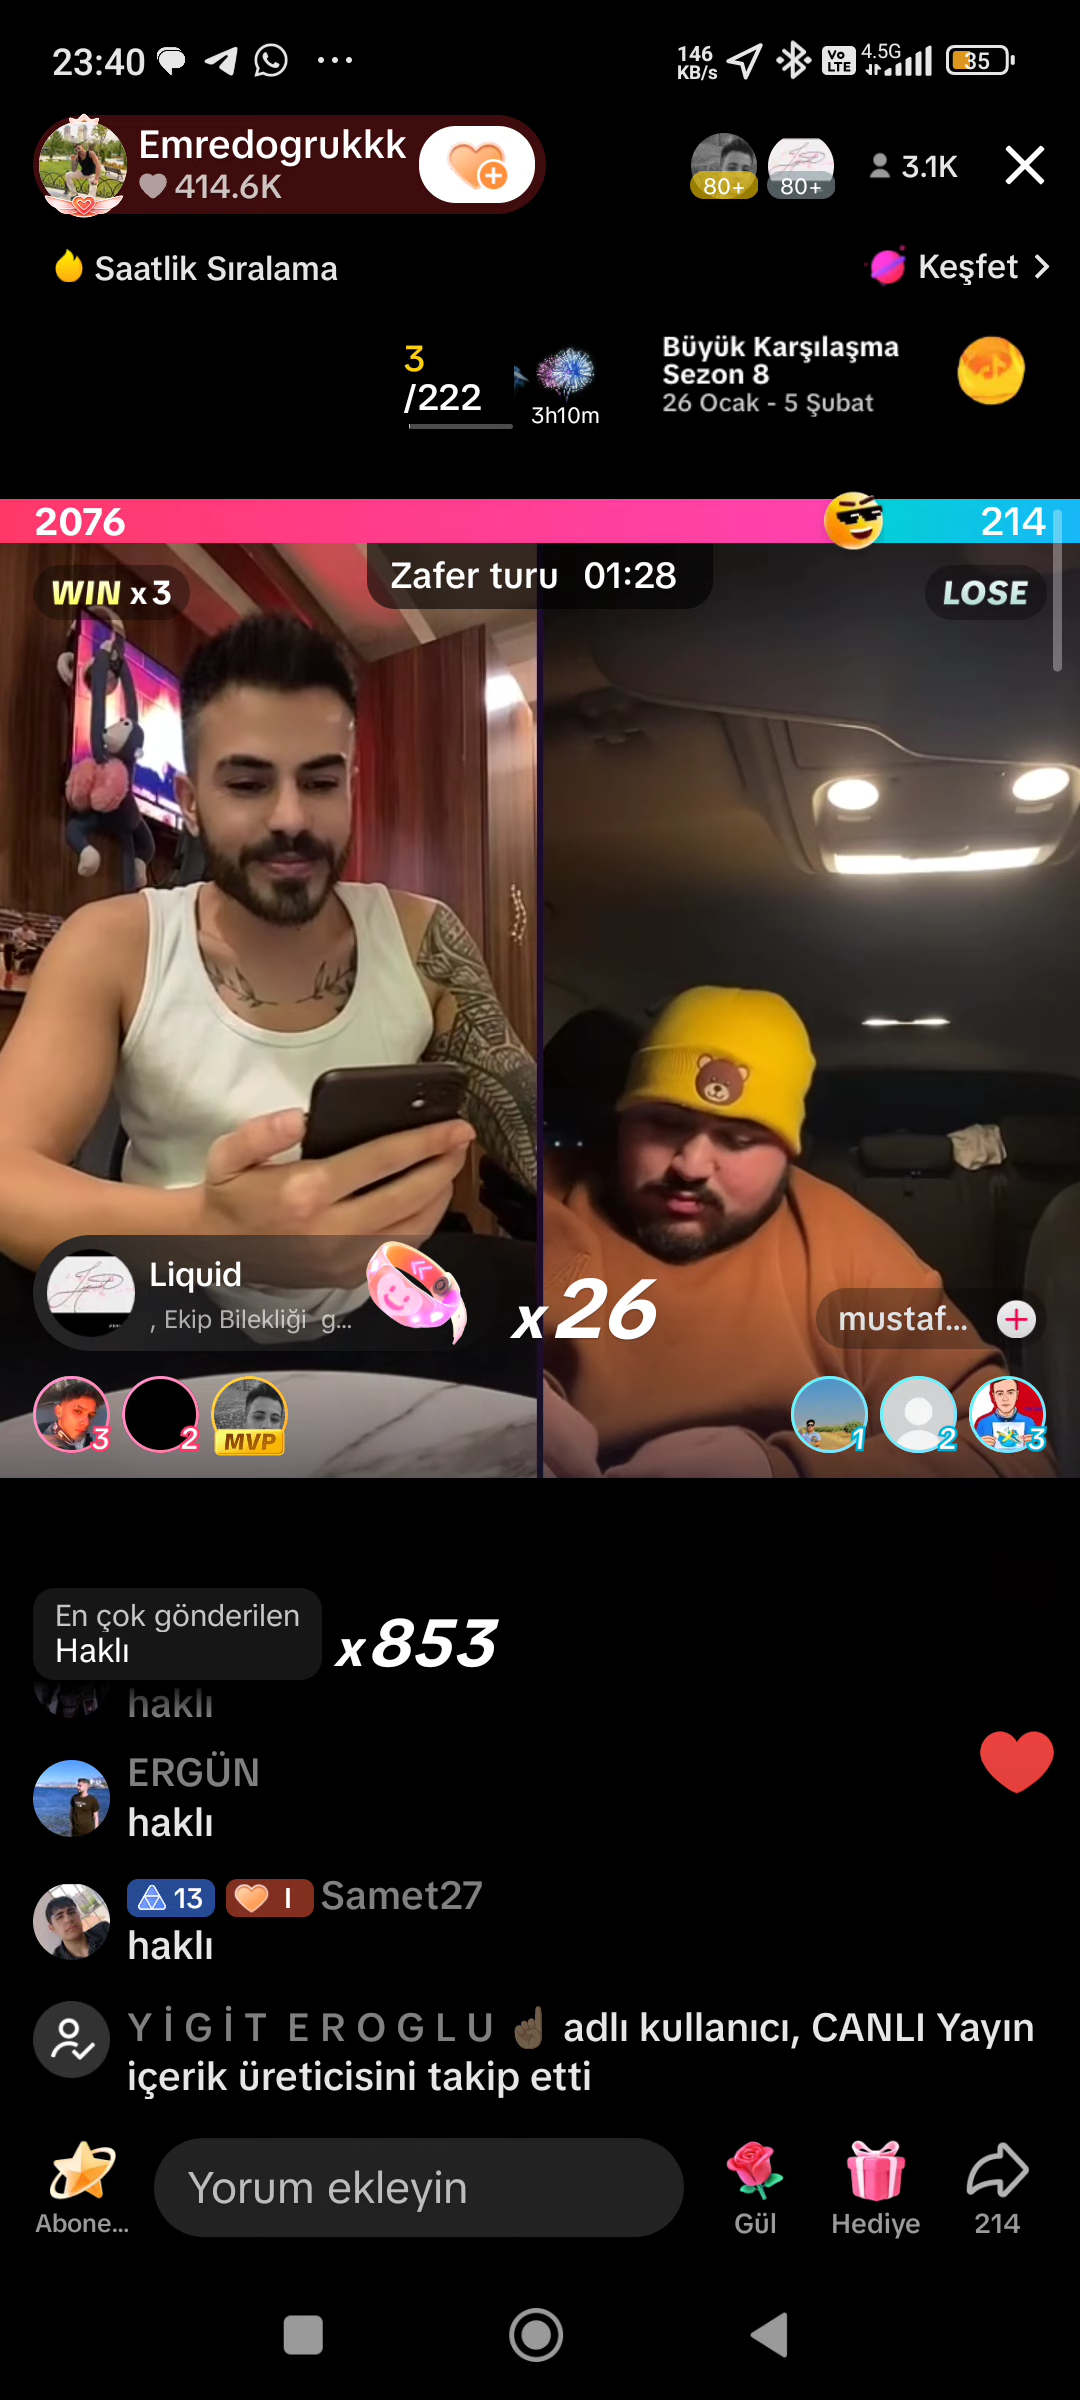 23:40
146
KB/s
Vo
LTE
4.5G
35
Emredogrukkk
414.6K
80+
80+
3.1K
Saatlik Sıralama
Keşfet
3
/222
3h10m
Büyük Karşılaşma
Sezon 8
26 Ocak - 5 Şubat
2076
214
WIN x3
Zafer turu 01:28
LOSE
Liquid
, Ekip Bilekliği g...
x26
mustaf...
3
2
MVP
1
2
3
En çok gönderilen
Haklı
x853
haklı
ERGÜN
haklı
13
I
Samet27
haklı
Y İ G İ T E R O G L U ☝🏽 adlı kullanıcı, CANLI Yayın
içerik üreticisini takip etti
Abone...
Yorum ekleyin
Gül
Hediye
214